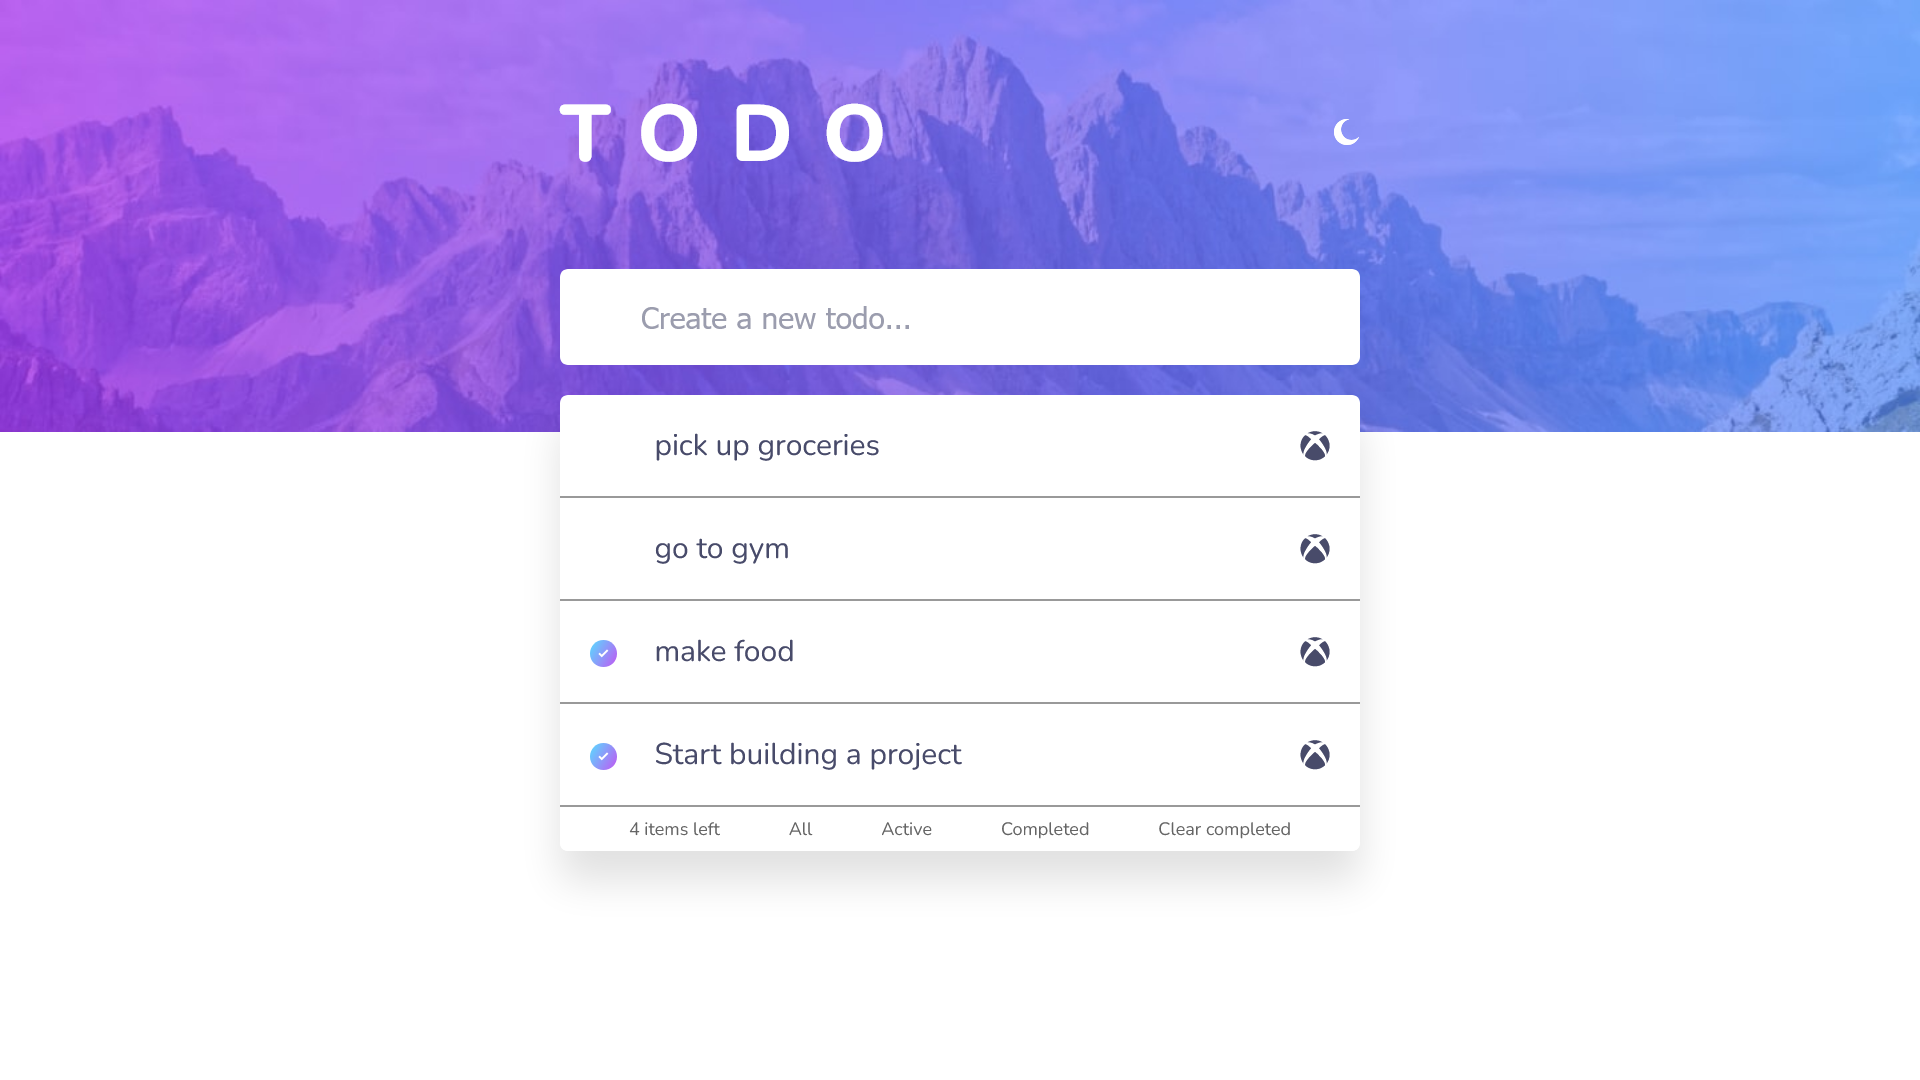 TODO
Create a new todo...
pick up groceries
go to gym
make food
Start building a project
4 items left All Active Completed Clear completed